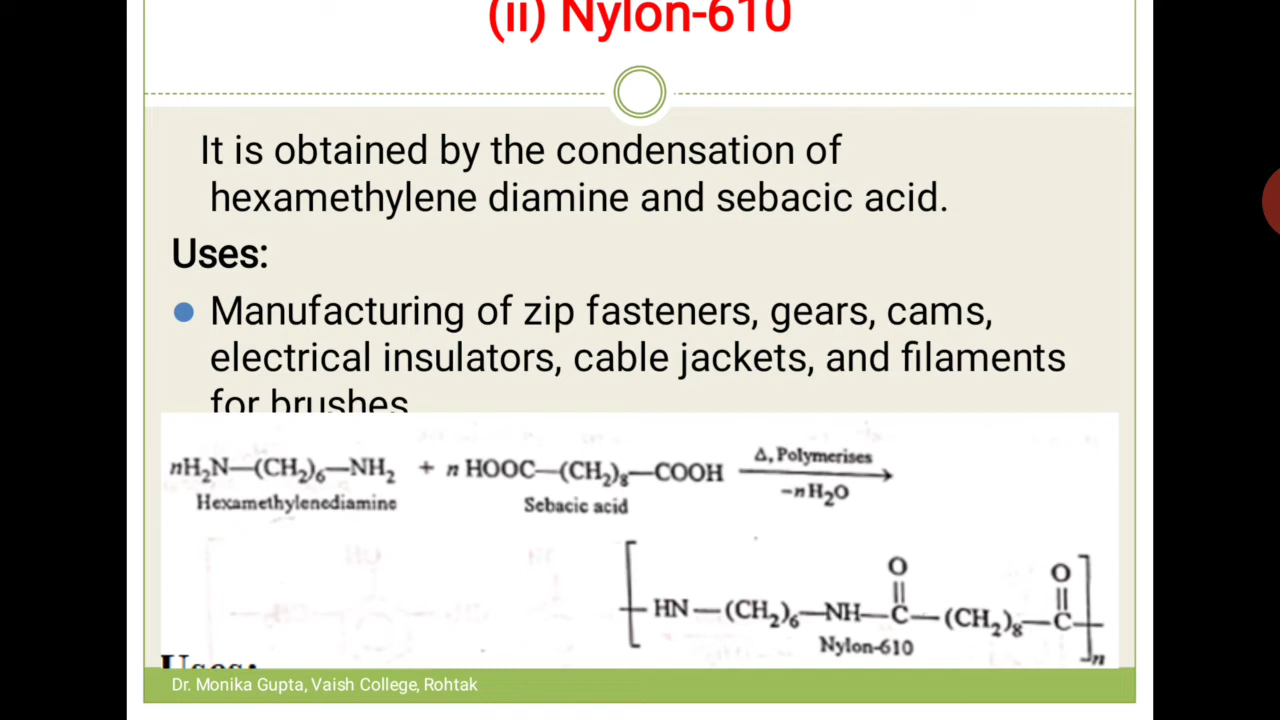 (ii) Nylon-610
It is obtained by the condensation of
hexamethylene diamine and sebacic acid.
Uses:
Manufacturing of zip fasteners, gears, cams,
electrical insulators, cable jackets, and filaments
for brushes
nH₂N—(CH₂)₆—NH₂ + n HOOC—(CH₂)₈—COOH
Δ, Polymerises
−nH₂O
Hexamethylenediamine
Sebacic acid
O O
HN—(CH₂)₆—NH—C—(CH₂)₈—C
n
Nylon-610
Uses:
Dr. Monika Gupta, Vaish College, Rohtak